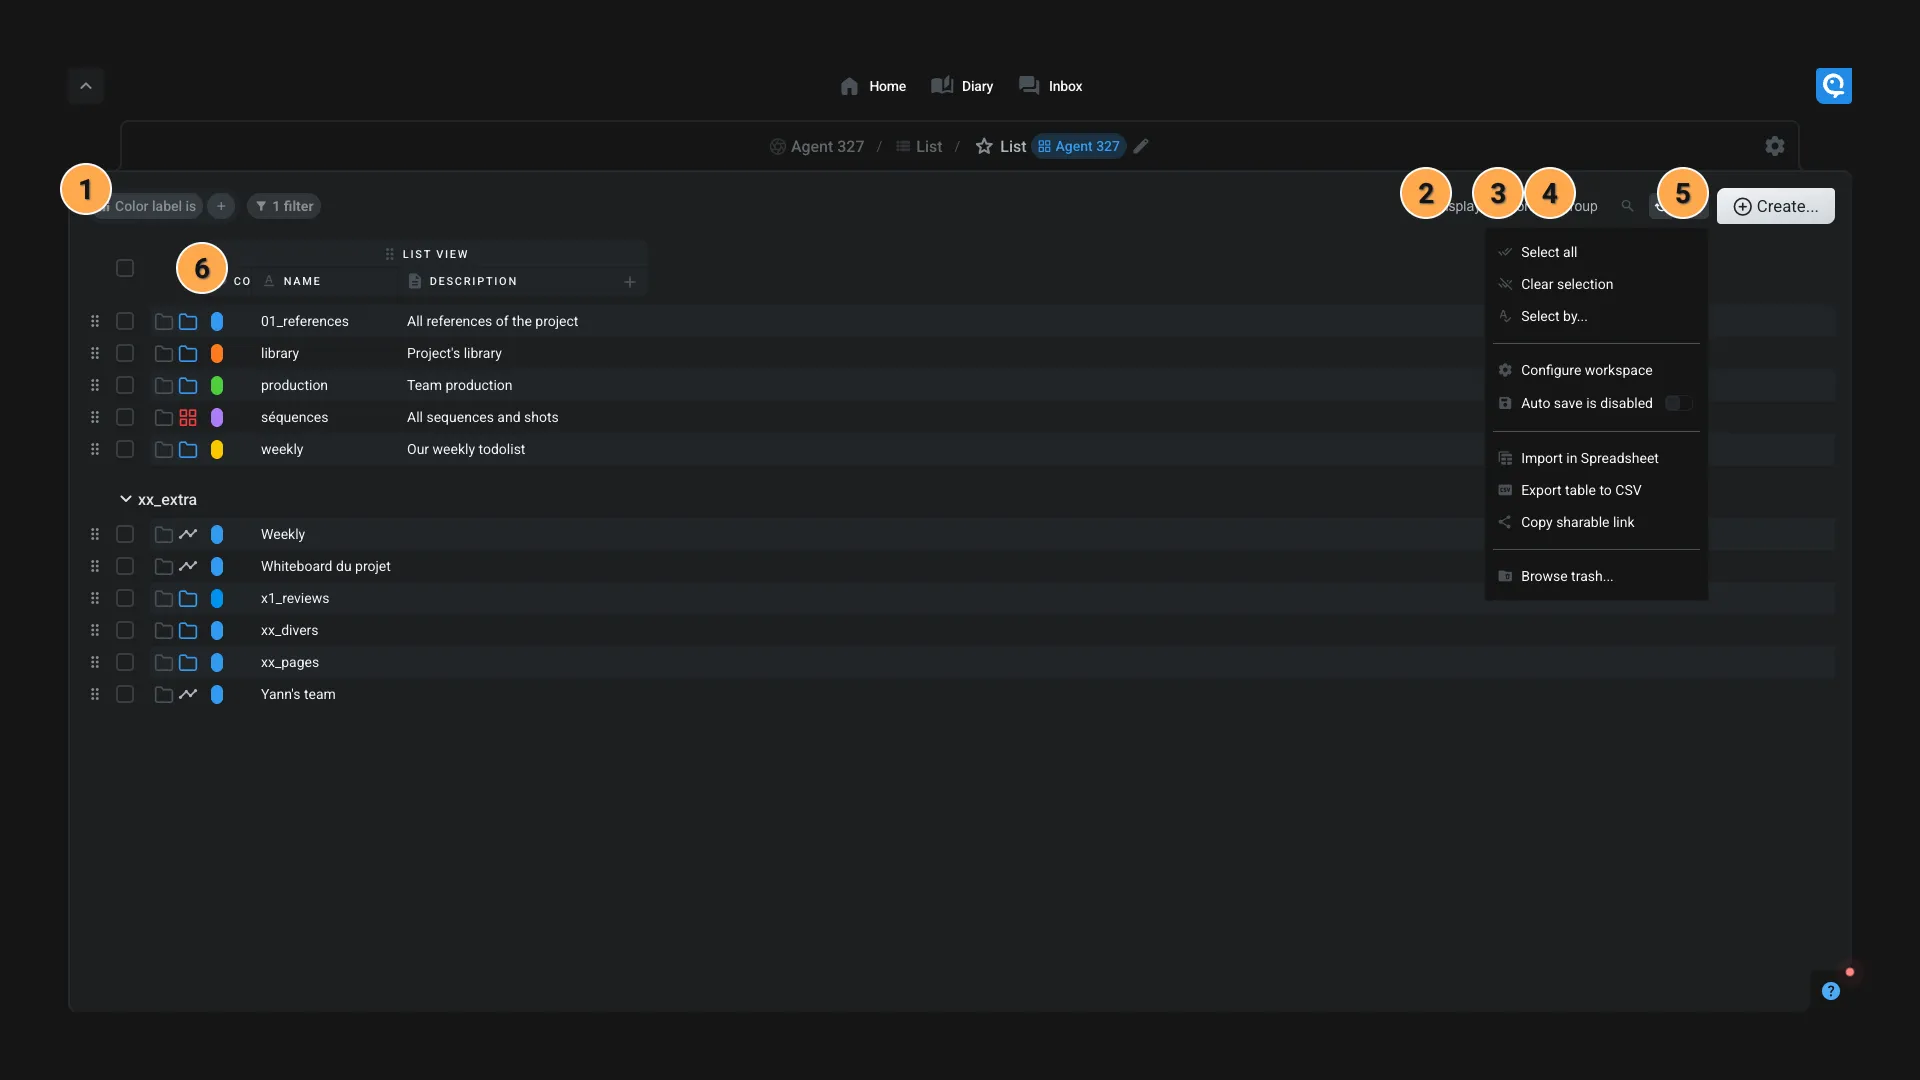 Home Diary Inbox
Agent 327 / List / List Agent 327
1 2 3 4 5
Color label is + 1 filter Create...
6
LIST VIEW
CO NAME DESCRIPTION +
01_references All references of the project
library Project's library
production Team production
séquences All sequences and shots
weekly Our weekly todolist
xx_extra
Weekly
Whiteboard du projet
x1_reviews
xx_divers
xx_pages
Yann's team
Select all
Clear selection
Select by...
Configure workspace
Auto save is disabled
Import in Spreadsheet
CSV Export table to CSV
Copy sharable link
Browse trash...
?